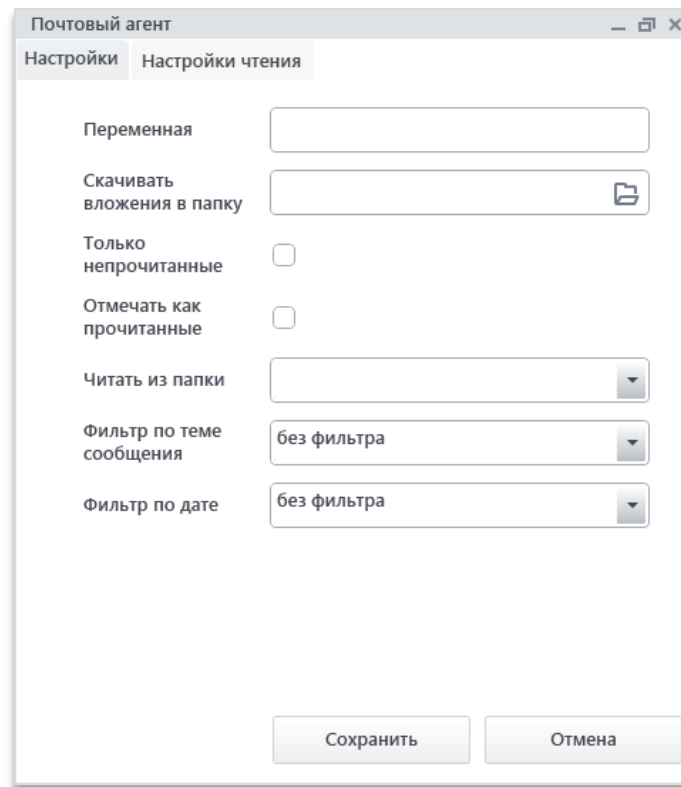 Почтовый агент
Настройки Настройки чтения
Переменная
Скачивать
вложения в папку
Только
непрочитанные
Отмечать как
прочитанные
Читать из папки
Фильтр по теме
сообщения
без фильтра
Фильтр по дате
без фильтра
Сохранить Отмена